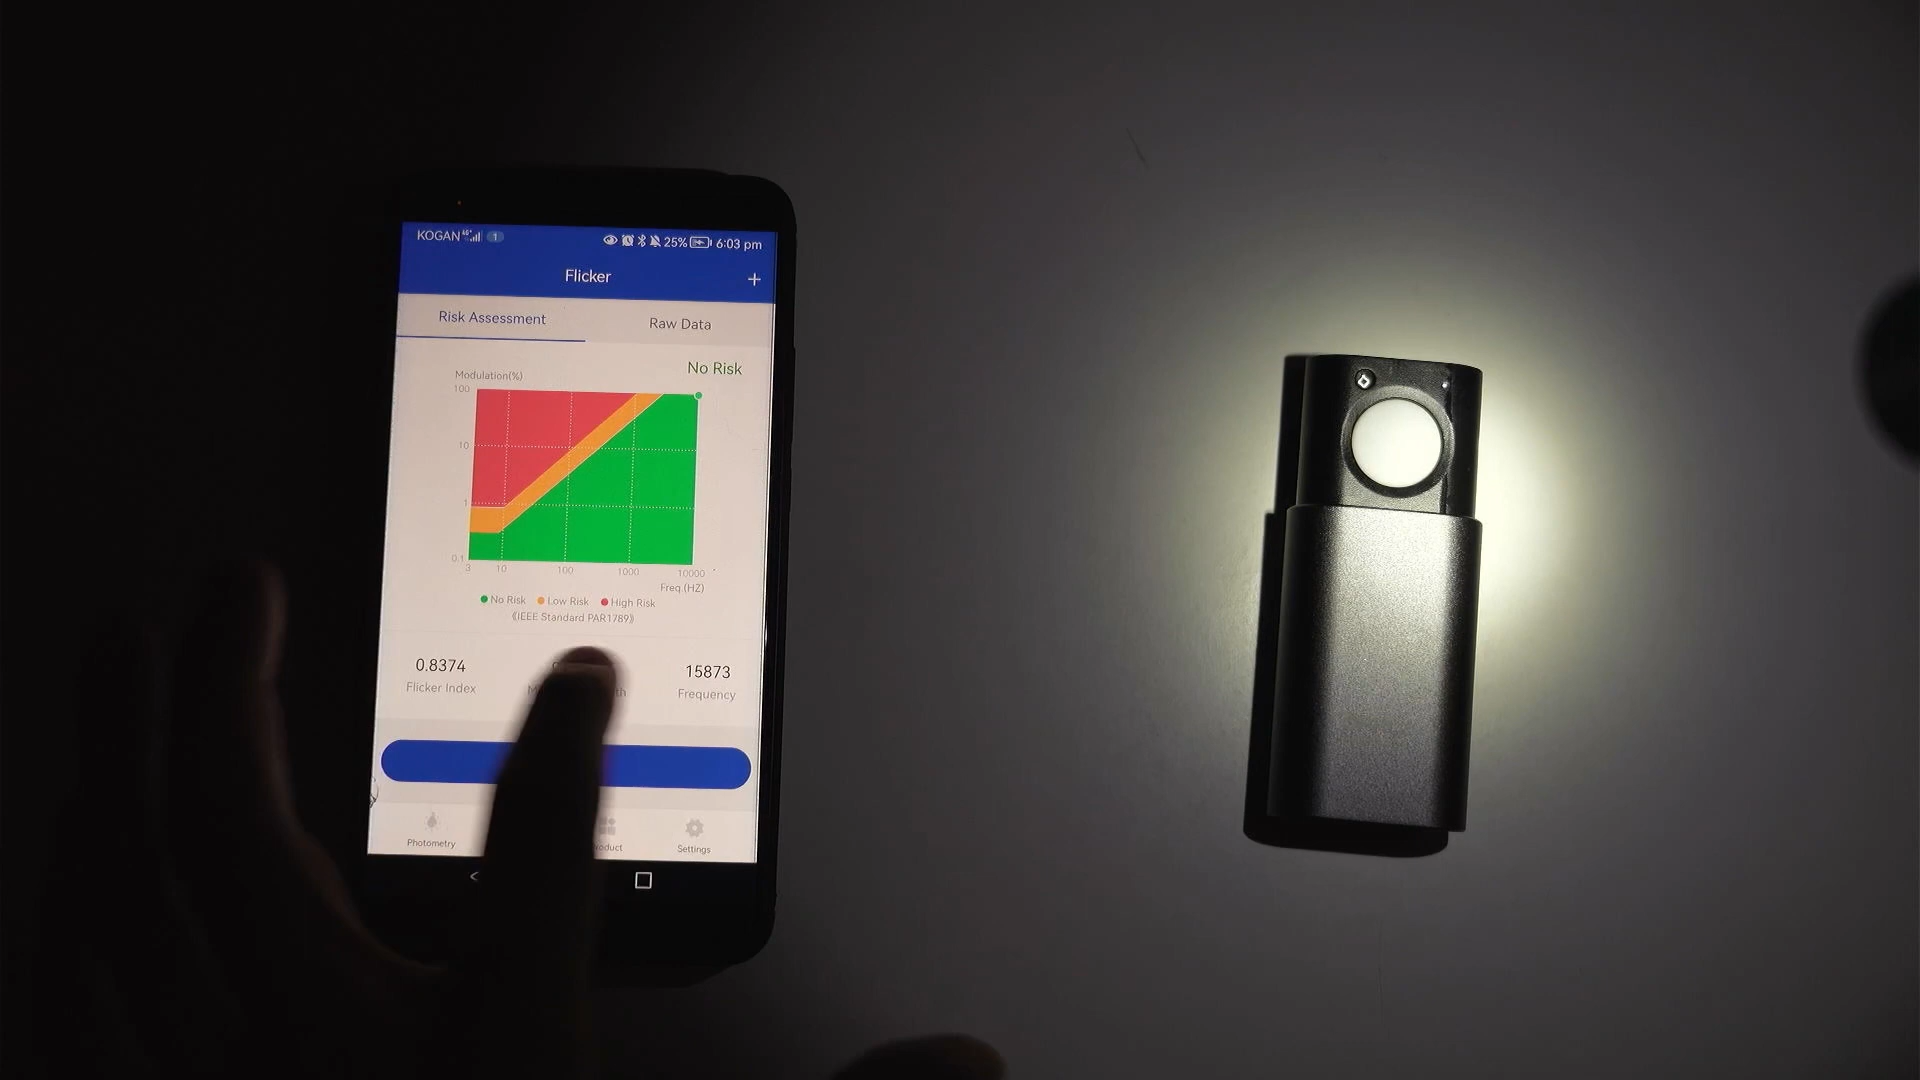 KOGAN 4G+ 1 25% 6:03 pm
Flicker +
Risk Assessment Raw Data
No Risk
Modulation(%)
100
10
1
0.1
3 10 100 1000 10000
Freq (HZ)
No Risk Low Risk High Risk
《IEEE Standard PAR1789》
0.8374 15873
Flicker Index Frequency
Photometry Settings